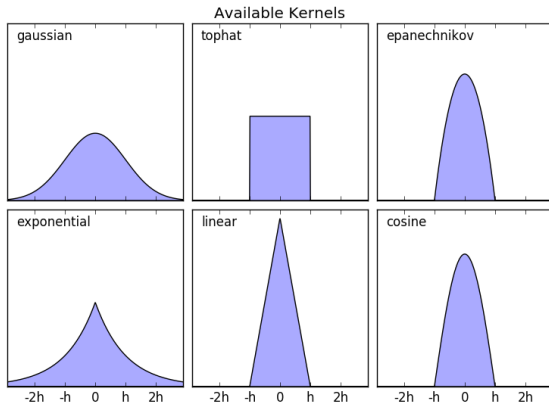 Available Kernels
gaussian
tophat
epanechnikov
exponential
linear
cosine
-2h -h 0 h 2h
-2h -h 0 h 2h
-2h -h 0 h 2h